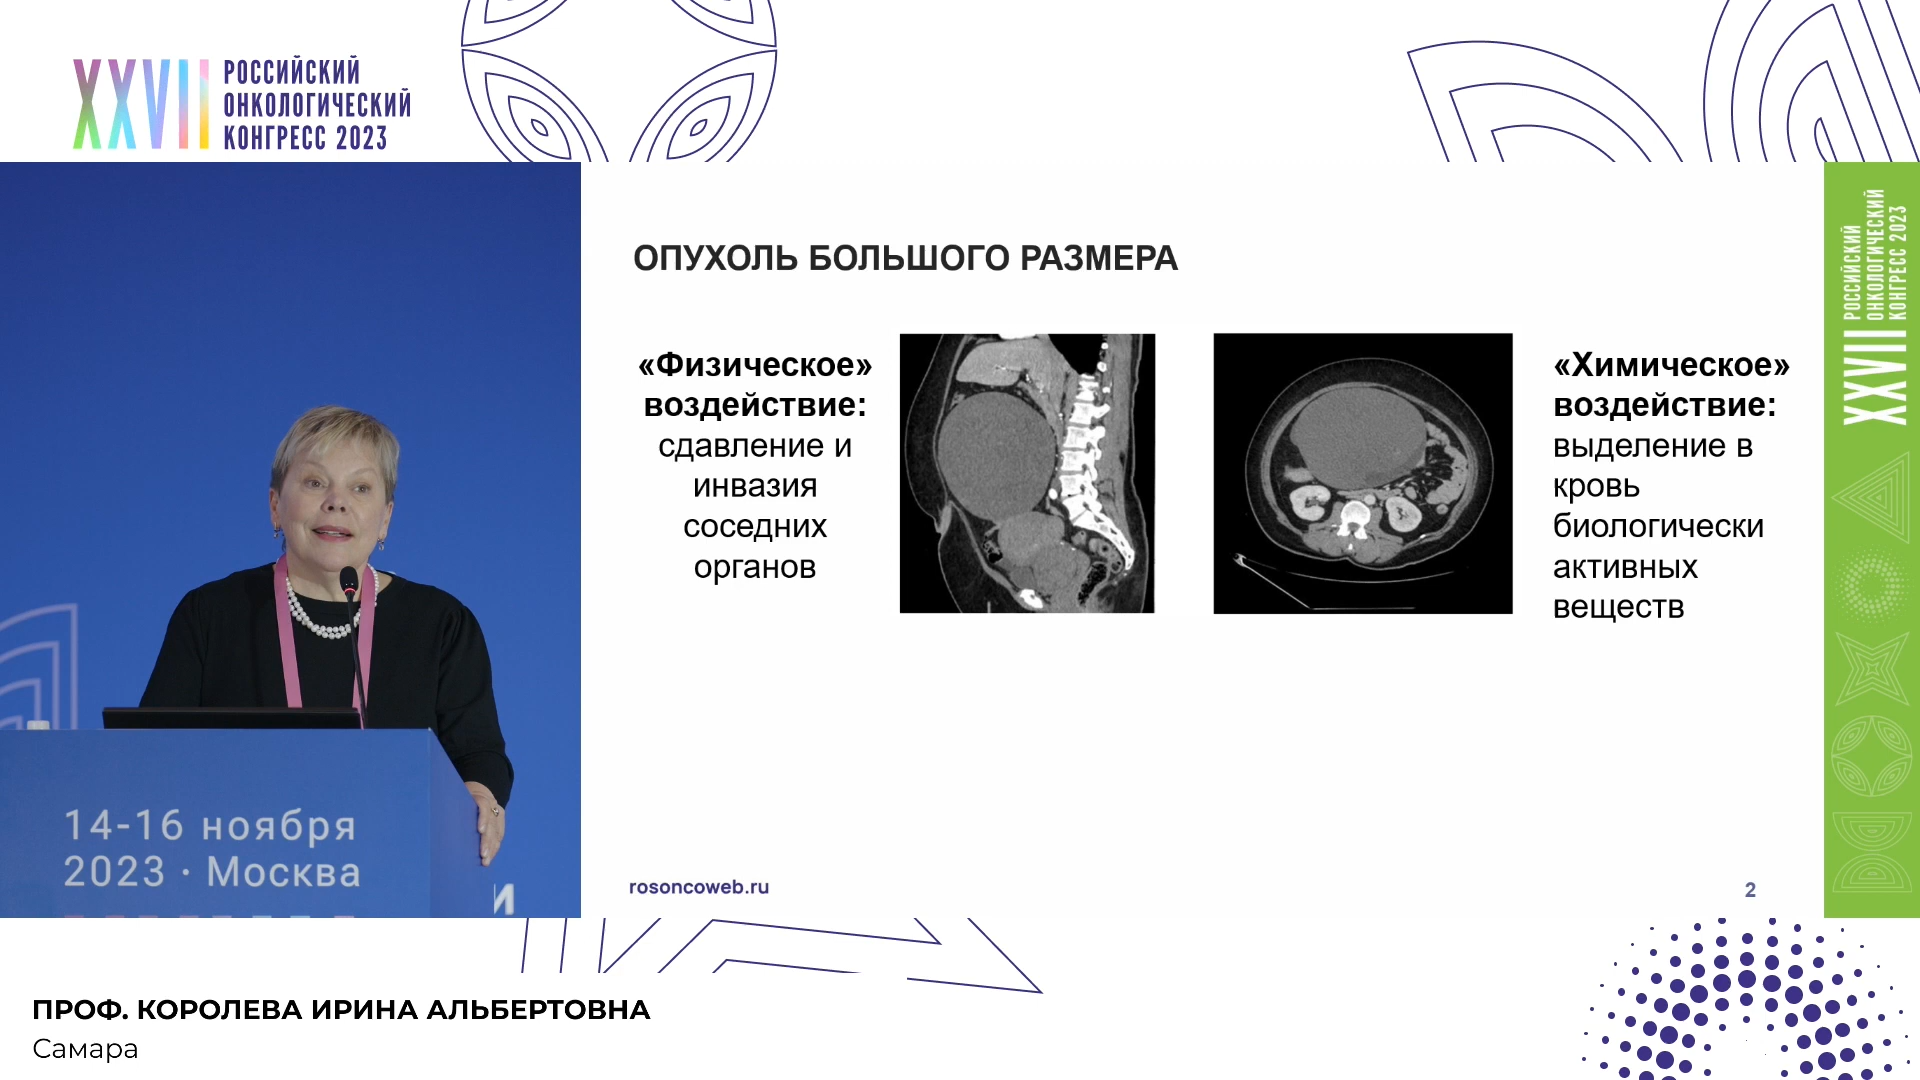 XXVII
РОССИЙСКИЙ
ОНКОЛОГИЧЕСКИЙ
КОНГРЕСС 2023
ОПУХОЛЬ БОЛЬШОГО РАЗМЕРА
«Физическое»
воздействие:
сдавление и
инвазия
соседних
органов
«Химическое»
воздействие:
выделение в
кровь
биологически
активных
веществ
XXVII
РОССИЙСКИЙ
ОНКОЛОГИЧЕСКИЙ
КОНГРЕСС 2023
14-16 ноября
2023 · Москва
И
rosoncoweb.ru
2
ПРОФ. КОРОЛЕВА ИРИНА АЛЬБЕРТОВНА
Самара